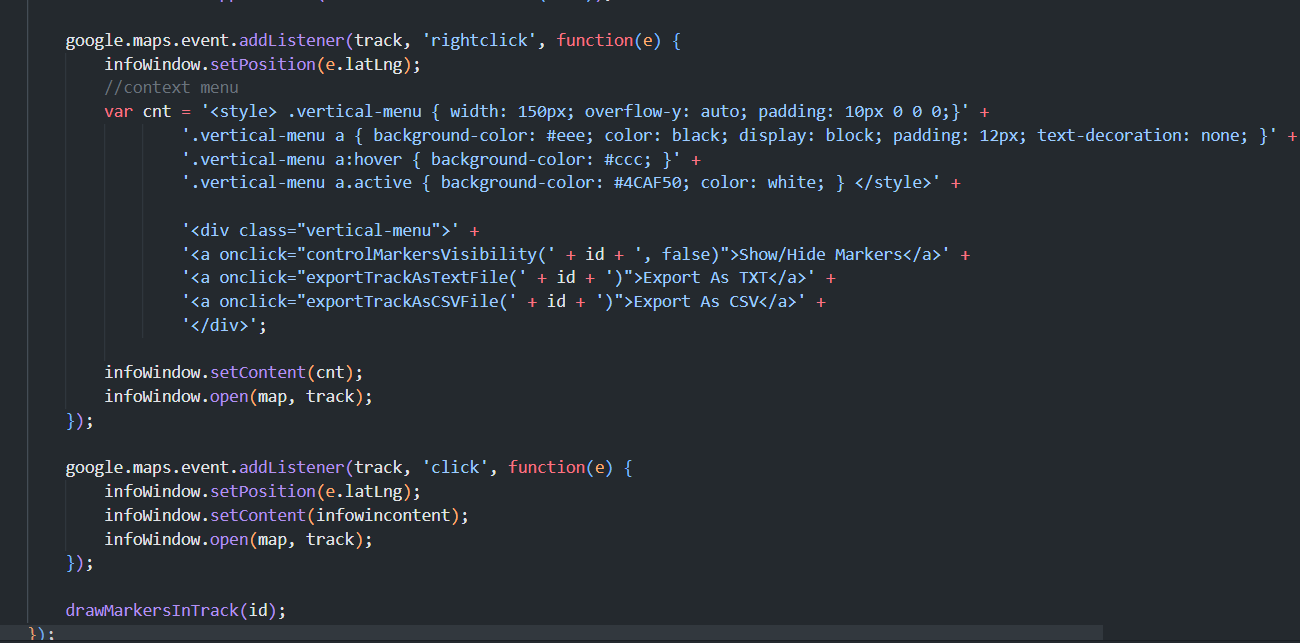 google.maps.event.addListener(track, 'rightclick', function(e) {
infoWindow.setPosition(e.latLng);
//context menu
var cnt = '<style> .vertical-menu { width: 150px; overflow-y: auto; padding: 10px 0 0 0;}' +
'.vertical-menu a { background-color: #eee; color: black; display: block; padding: 12px; text-decoration: none; }' +
'.vertical-menu a:hover { background-color: #ccc; }' +
'.vertical-menu a.active { background-color: #4CAF50; color: white; } </style>' +
'<div class="vertical-menu">' +
'<a onclick="controlMarkersVisibility(' + id + ', false)">Show/Hide Markers</a>' +
'<a onclick="exportTrackAsTextFile(' + id + ')">Export As TXT</a>' +
'<a onclick="exportTrackAsCSVFile(' + id + ')">Export As CSV</a>' +
'</div>';
infoWindow.setContent(cnt);
infoWindow.open(map, track);
});
google.maps.event.addListener(track, 'click', function(e) {
infoWindow.setPosition(e.latLng);
infoWindow.setContent(infowincontent);
infoWindow.open(map, track);
});
drawMarkersInTrack(id);
});